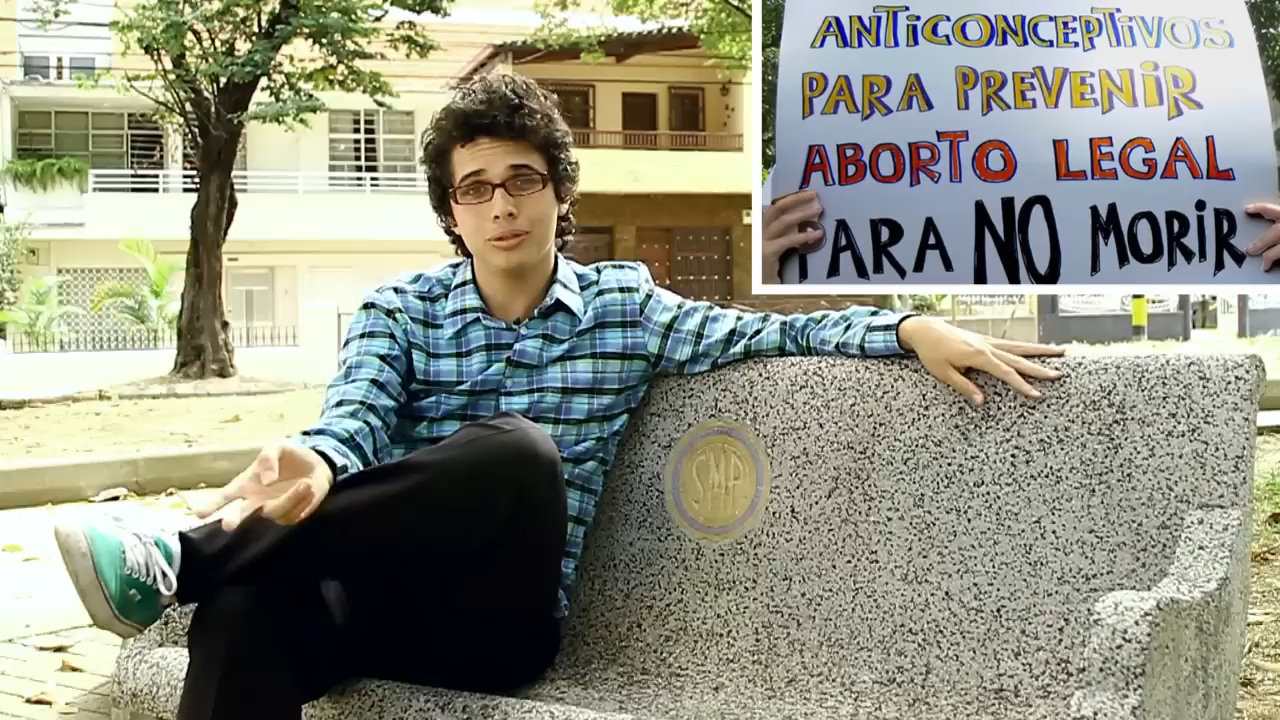 ANTICONCEPTIVOS
PARA PREVENIR
ABORTO LEGAL
PARA NO MORIR
SMP